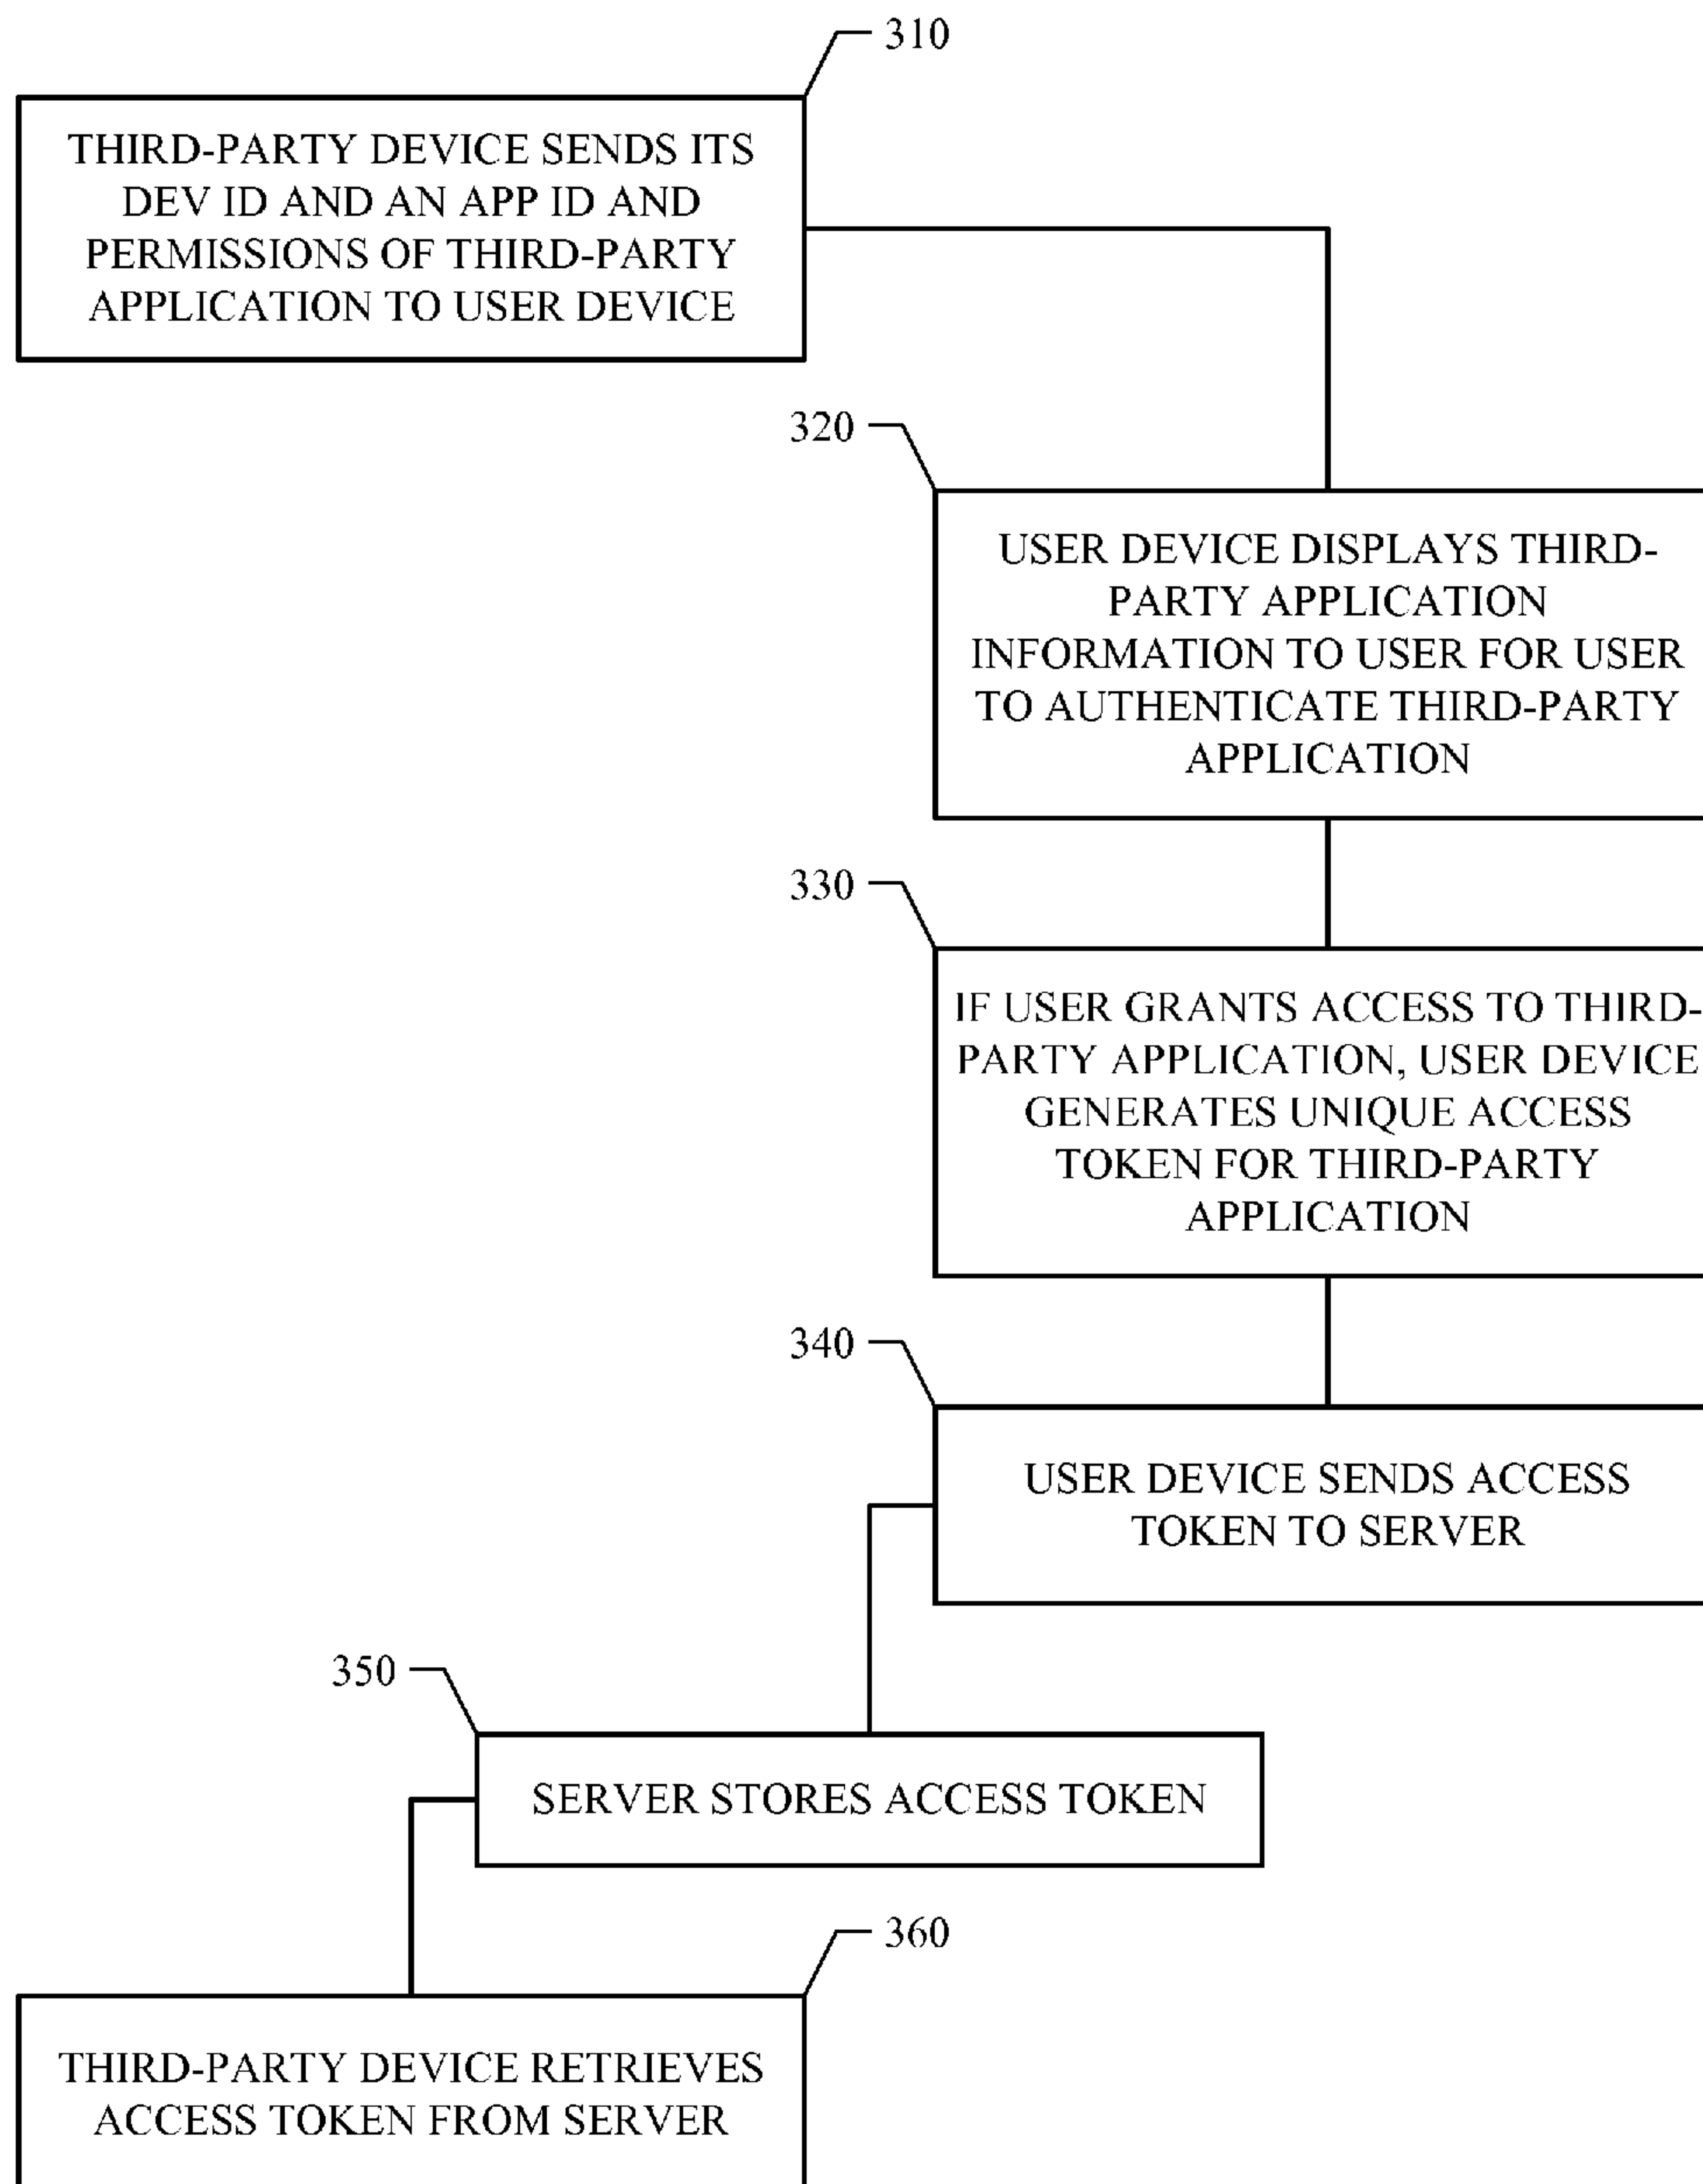 310
THIRD-PARTY DEVICE SENDS ITS
DEV ID AND AN APP ID AND
PERMISSIONS OF THIRD-PARTY
APPLICATION TO USER DEVICE
320
USER DEVICE DISPLAYS THIRD-
PARTY APPLICATION
INFORMATION TO USER FOR USER
TO AUTHENTICATE THIRD-PARTY
APPLICATION
330
IF USER GRANTS ACCESS TO THIRD-
PARTY APPLICATION, USER DEVICE
GENERATES UNIQUE ACCESS
TOKEN FOR THIRD-PARTY
APPLICATION
340
USER DEVICE SENDS ACCESS
TOKEN TO SERVER
350
SERVER STORES ACCESS TOKEN
360
THIRD-PARTY DEVICE RETRIEVES
ACCESS TOKEN FROM SERVER